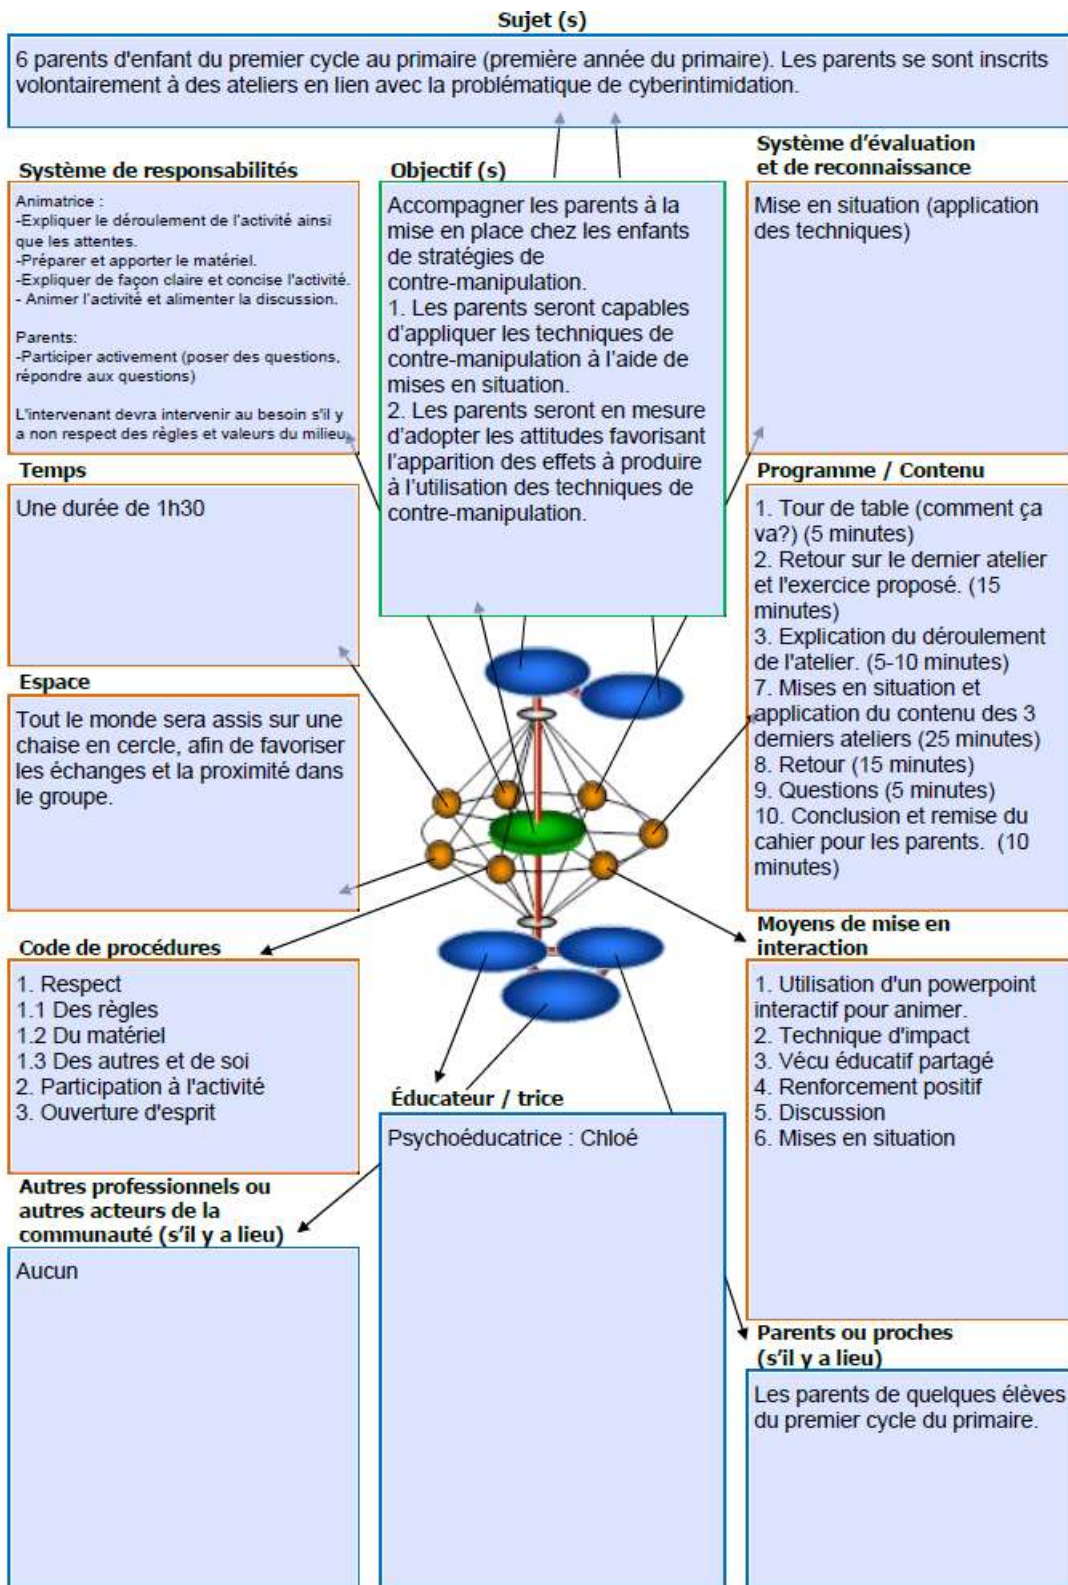 Sujet (s)
6 parents d'enfant du premier cycle au primaire (première année du primaire). Les parents se sont inscrits
volontairement à des ateliers en lien avec la problématique de cyberintimidation.
Système de responsabilités
Animatrice :
-Expliquer le déroulement de l'activité ainsi
que les attentes.
-Préparer et apporter le matériel.
-Expliquer de façon claire et concise l'activité.
- Animer l'activité et alimenter la discussion.
Parents:
-Participer activement (poser des questions,
répondre aux questions)
L'intervenant devra intervenir au besoin s'il y
a non respect des règles et valeurs du milieu.
Objectif (s)
Accompagner les parents à la
mise en place chez les enfants
de stratégies de
contre-manipulation.
1. Les parents seront capables
d'appliquer les techniques de
contre-manipulation à l'aide de
mises en situation.
2. Les parents seront en mesure
d'adopter les attitudes favorisant
l'apparition des effets à produire
à l'utilisation des techniques de
contre-manipulation.
Système d'évaluation
et de reconnaissance
Mise en situation (application
des techniques)
Temps
Une durée de 1h30
Programme / Contenu
1. Tour de table (comment ça
va?) (5 minutes)
2. Retour sur le dernier atelier
et l'exercice proposé. (15
minutes)
3. Explication du déroulement
de l'atelier. (5-10 minutes)
7. Mises en situation et
application du contenu des 3
derniers ateliers (25 minutes)
8. Retour (15 minutes)
9. Questions (5 minutes)
10. Conclusion et remise du
cahier pour les parents. (10
minutes)
Espace
Tout le monde sera assis sur une
chaise en cercle, afin de favoriser
les échanges et la proximité dans
le groupe.
Code de procédures
1. Respect
1.1 Des règles
1.2 Du matériel
1.3 Des autres et de soi
2. Participation à l'activité
3. Ouverture d'esprit
Moyens de mise en
interaction
1. Utilisation d'un powerpoint
interactif pour animer.
2. Technique d'impact
3. Vécu éducatif partagé
4. Renforcement positif
5. Discussion
6. Mises en situation
Éducateur / trice
Psychoéducatrice : Chloé
Autres professionnels ou
autres acteurs de la
communauté (s'il y a lieu)
Aucun
Parents ou proches
(s'il y a lieu)
Les parents de quelques élèves
du premier cycle du primaire.